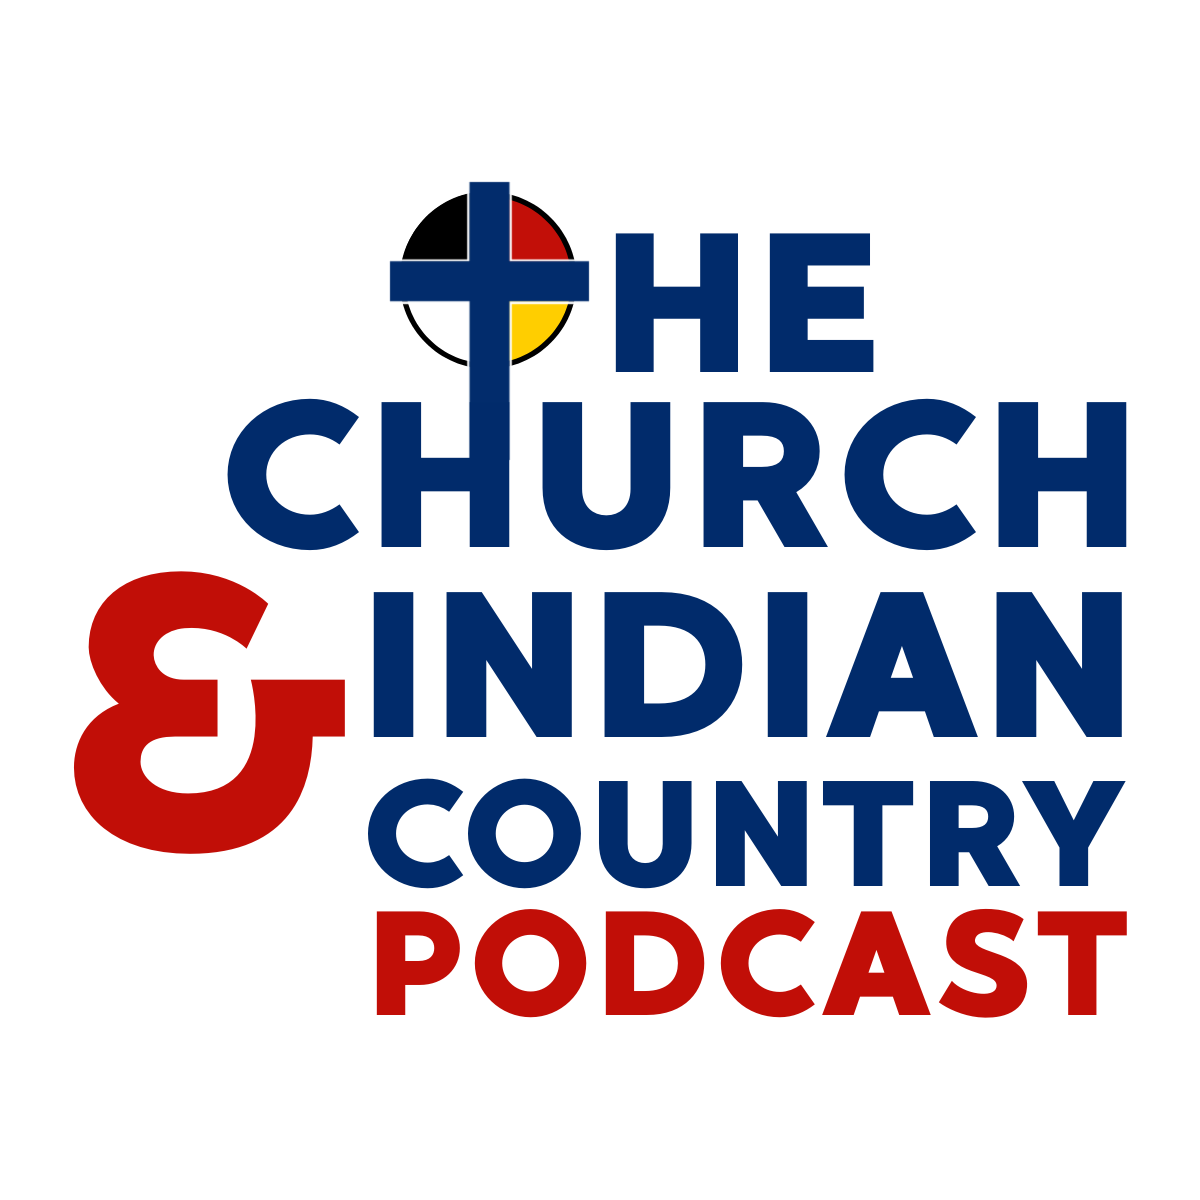 THE
CHURCH
& INDIAN
COUNTRY
PODCAST